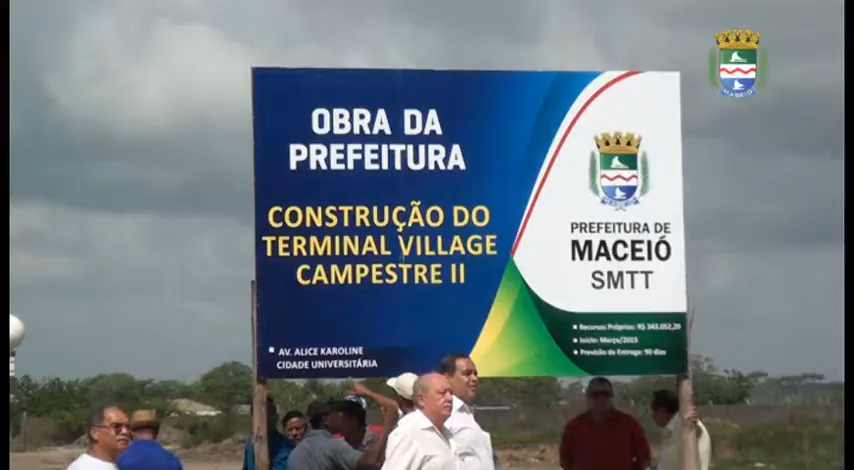 OBRA DA
PREFEITURA
CONSTRUÇÃO DO
TERMINAL VILLAGE
CAMPESTRE II
AV. ALICE KAROLINE
CIDADE UNIVERSITÁRIA
PREFEITURA DE
MACEIÓ
SMTT
Recursos Próprios: R$ 343.052,20
Início: Março/2015
Previsão de Entrega: 90 dias
MACEIÓ